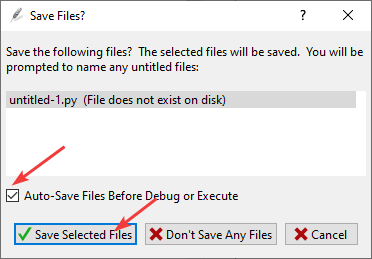 Save Files?
Save the following files?  The selected files will be saved.  You will be
prompted to name any untitled files:
untitled-1.py  (File does not exist on disk)
Auto-Save Files Before Debug or Execute
Save Selected Files
Don't Save Any Files
Cancel